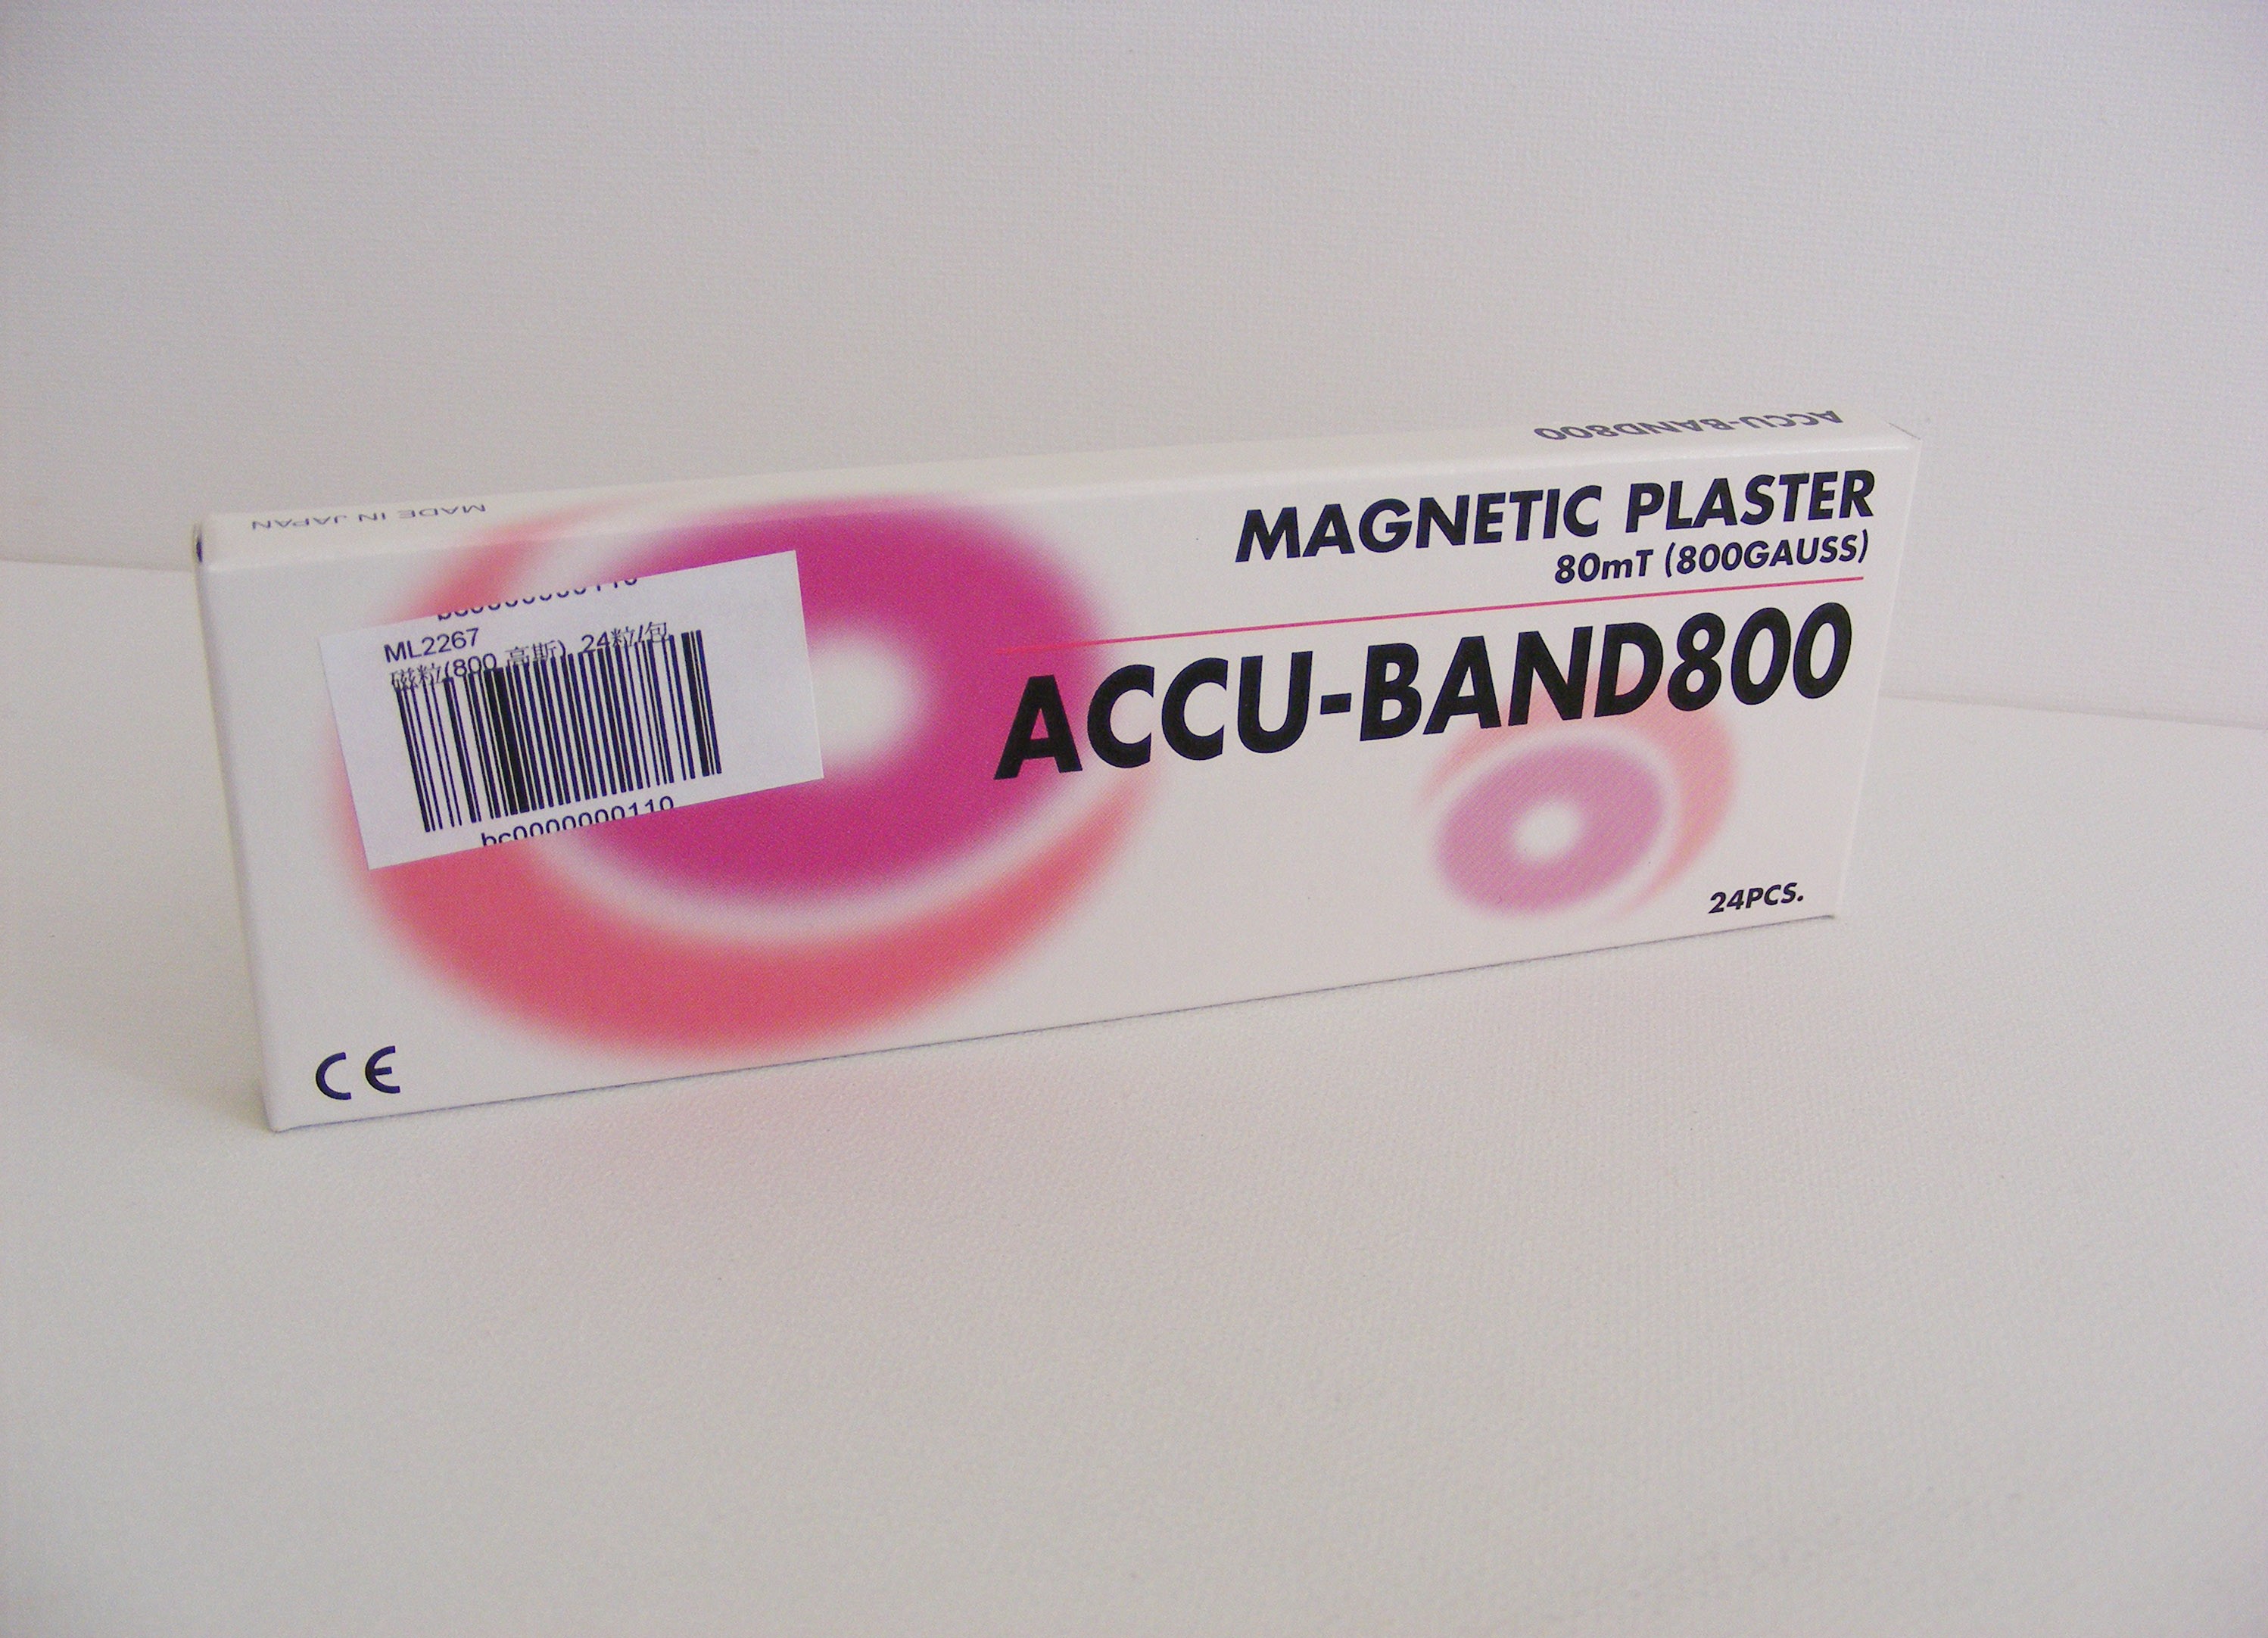 MADE IN JAPAN
ACCU-BAND800
MAGNETIC PLASTER
80mT (800GAUSS)
ACCU-BAND800
ML2267
磁粒(800 高斯), 24粒/包
bc0000000110
24PCS.
CE